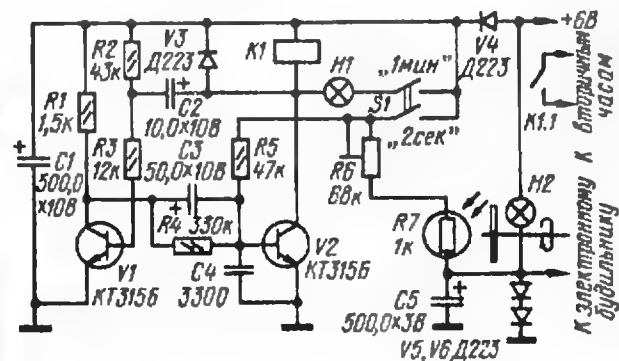 R2
43к
V3
Д223
K1
V4
Д223
+6В
R1
1,5к
C2
10,0×10В
H1
„1мин"
S1
„2сек"
K1.1
К вторичным
часам
C1
500,0
×10В
R3
12к
C3
50,0×10В
R5
47к
R6
68к
H2
R4
330к
R7
1к
V1
КТ315Б
C4
3300
V2
КТ315Б
C5
500,0×3В
V5, V6 Д223
К электронному
будильнику